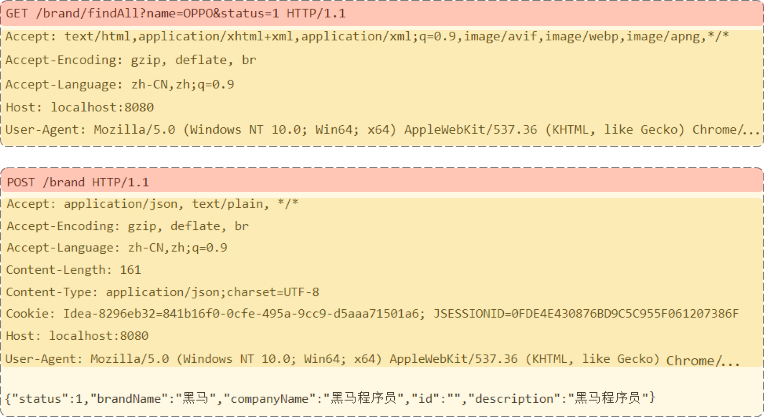 GET /brand/findAll?name=OPPO&status=1 HTTP/1.1
Accept: text/html,application/xhtml+xml,application/xml;q=0.9,image/avif,image/webp,image/apng,*/*
Accept-Encoding: gzip, deflate, br
Accept-Language: zh-CN,zh;q=0.9
Host: localhost:8080
User-Agent: Mozilla/5.0 (Windows NT 10.0; Win64; x64) AppleWebKit/537.36 (KHTML, like Gecko) Chrome/...
POST /brand HTTP/1.1
Accept: application/json, text/plain, */*
Accept-Encoding: gzip, deflate, br
Accept-Language: zh-CN,zh;q=0.9
Content-Length: 161
Content-Type: application/json;charset=UTF-8
Cookie: Idea-8296eb32=841b16f0-0cfe-495a-9cc9-d5aaa71501a6; JSESSIONID=0FDE4E430876BD9C5C955F061207386F
Host: localhost:8080
User-Agent: Mozilla/5.0 (Windows NT 10.0; Win64; x64) AppleWebKit/537.36 (KHTML, like Gecko) Chrome/...
{"status":1,"brandName":"黑马","companyName":"黑马程序员","id":"","description":"黑马程序员"}